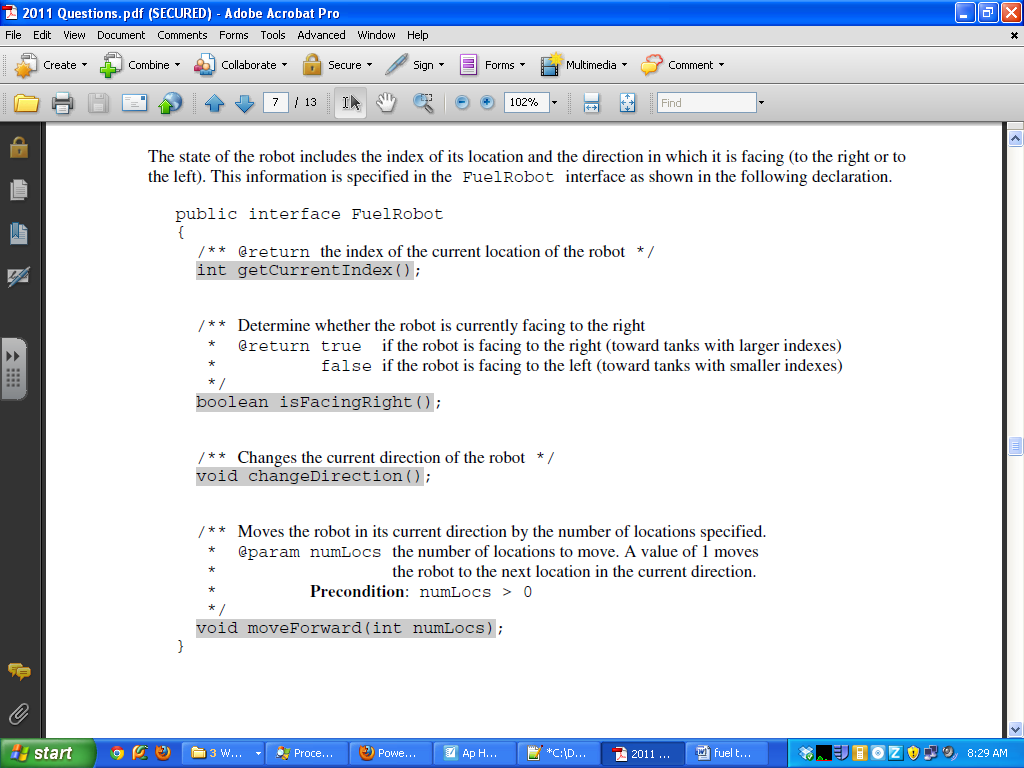 2011 Questions.pdf (SECURED) - Adobe Acrobat Pro
File Edit View Document Comments Forms Tools Advanced Window Help
Create Combine Collaborate Secure Sign Forms Multimedia Comment
7 / 13 102% Find
The state of the robot includes the index of its location and the direction in which it is facing (to the right or to
the left). This information is specified in the FuelRobot interface as shown in the following declaration.
public interface FuelRobot
{
/** @return the index of the current location of the robot */
int getCurrentIndex();
/** Determine whether the robot is currently facing to the right
* @return true if the robot is facing to the right (toward tanks with larger indexes)
* false if the robot is facing to the left (toward tanks with smaller indexes)
*/
boolean isFacingRight();
/** Changes the current direction of the robot */
void changeDirection();
/** Moves the robot in its current direction by the number of locations specified.
* @param numLocs the number of locations to move. A value of 1 moves
* the robot to the next location in the current direction.
* Precondition: numLocs > 0
*/
void moveForward(int numLocs);
}
start 3 W... Proce... Powe... Ap H... *C:\D... 2011 ... fuel t... 8:29 AM